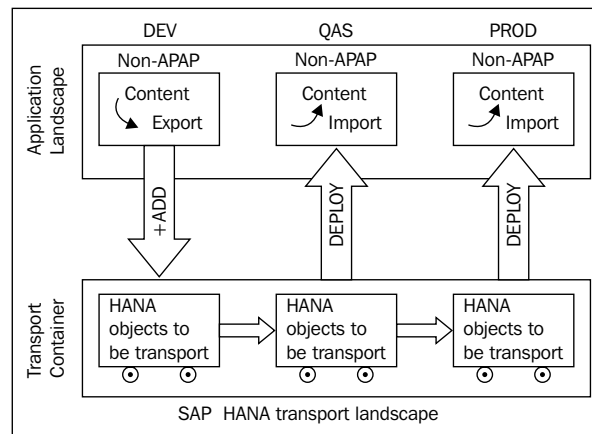 DEV QAS PROD
Application
Landscape
Non-APAP Non-APAP Non-APAP
Content Content Content
Export Import Import
+ADD DEPLOY DEPLOY
Transport
Container
HANA HANA HANA
objects to objects to objects to
be transport be transport be transport
SAP HANA transport landscape